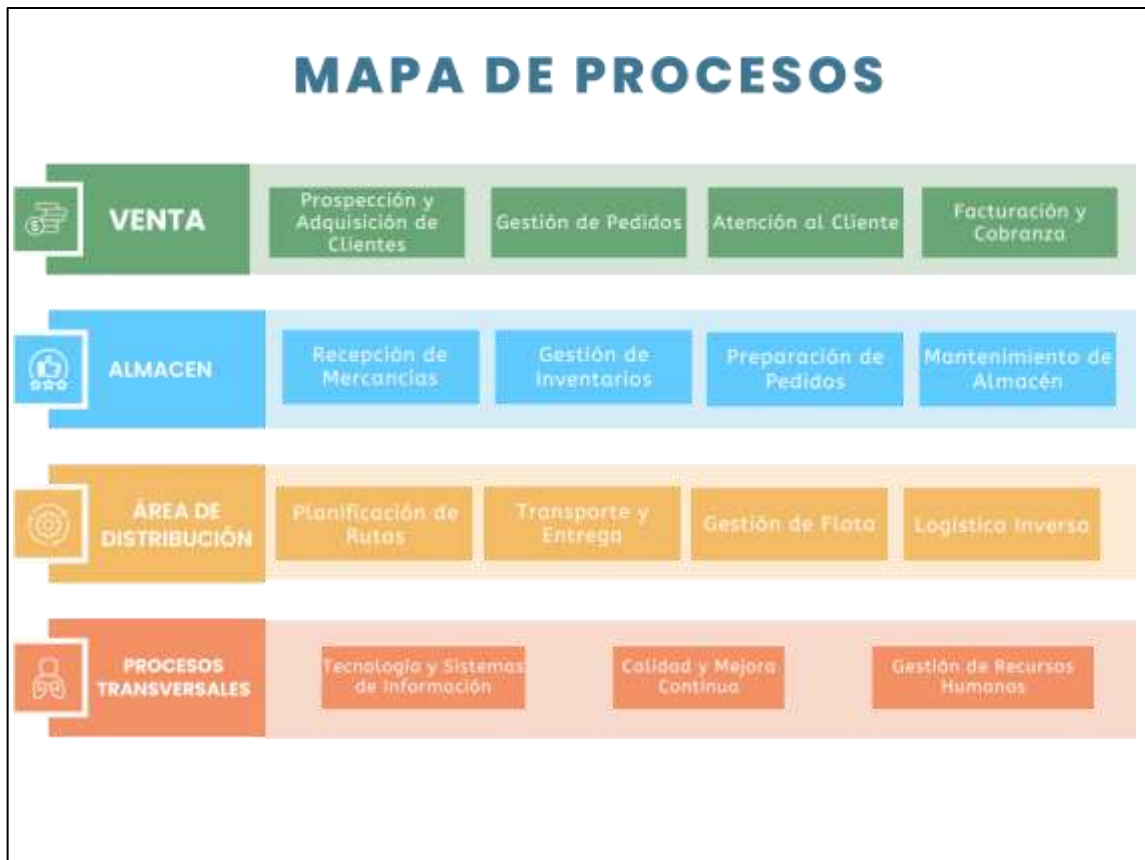 MAPA DE PROCESOS
VENTA
Prospección y
Adquisición de
Clientes
Gestión de Pedidos
Atención al Cliente
Facturación y
Cobranza
ALMACEN
Recepción de
Mercancías
Gestión de
Inventarios
Preparación de
Pedidos
Mantenimiento de
Almacén
ÁREA DE
DISTRIBUCIÓN
Planificación de
Rutas
Transporte y
Entrega
Gestión de Flota
Logística Inversa
PROCESOS
TRANSVERSALES
Tecnología y Sistemas
de Información
Calidad y Mejora
Continua
Gestión de Recursos
Humanos